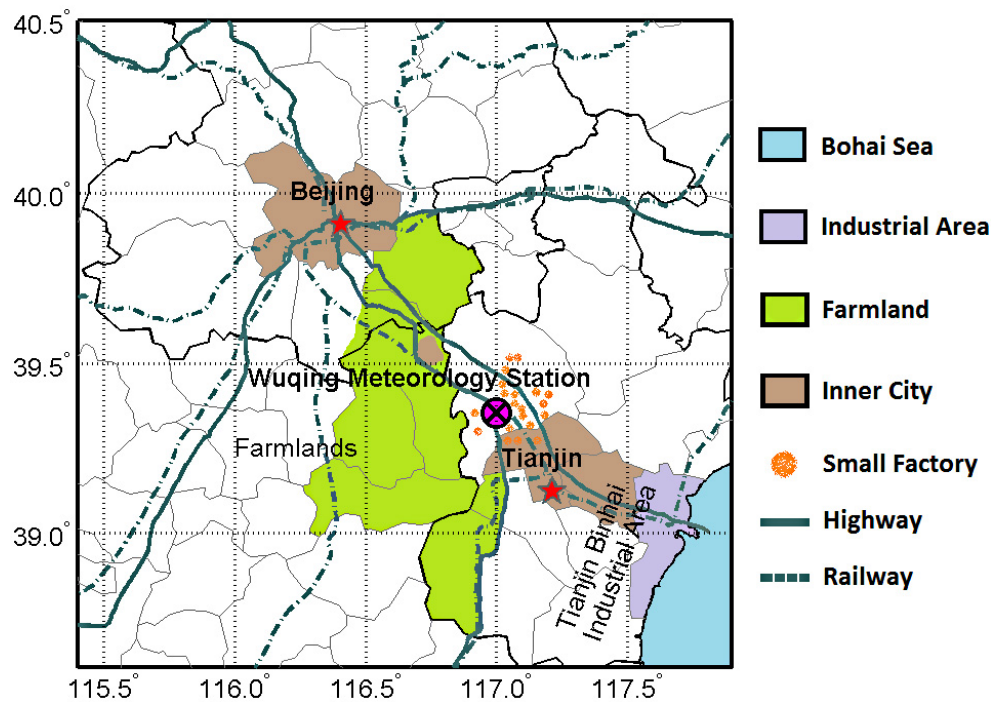 40.5°
40.0°
39.5°
39.0°
115.5°
116.0°
116.5°
117.0°
117.5°
Beijing
Wuqing Meteorology Station
Farmlands
Tianjin
Tianjin Binhai
Industrial Area
Bohai Sea
Industrial Area
Farmland
Inner City
Small Factory
Highway
Railway